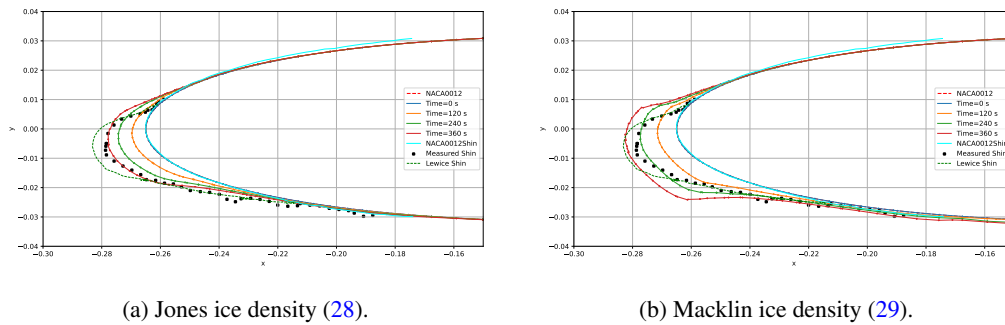 0.04
0.03
0.02
0.01
0.00
−0.01
−0.02
−0.03
−0.04
y
−0.30
−0.28
−0.26
−0.24
−0.22
−0.20
−0.18
−0.16
x
NACA0012
Time=0 s
Time=120 s
Time=240 s
Time=360 s
NACA0012Shin
Measured Shin
Lewice Shin
(a) Jones ice density (28).
0.04
0.03
0.02
0.01
0.00
−0.01
−0.02
−0.03
−0.04
y
−0.30
−0.28
−0.26
−0.24
−0.22
−0.20
−0.18
−0.16
x
NACA0012
Time=0 s
Time=120 s
Time=240 s
Time=360 s
NACA0012Shin
Measured Shin
Lewice Shin
(b) Macklin ice density (29).